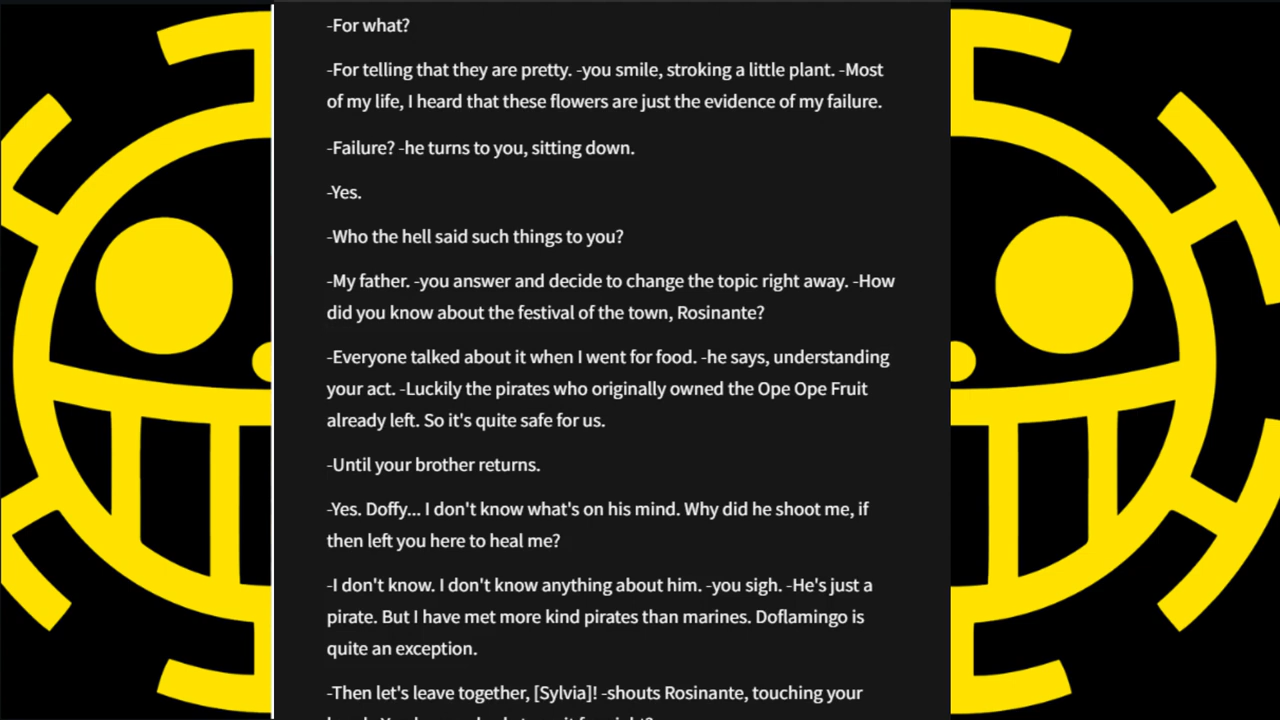 -For what?
-For telling that they are pretty. -you smile, stroking a little plant. -Most
of my life, I heard that these flowers are just the evidence of my failure.
-Failure? -he turns to you, sitting down.
-Yes.
-Who the hell said such things to you?
-My father. -you answer and decide to change the topic right away. -How
did you know about the festival of the town, Rosinante?
-Everyone talked about it when I went for food. -he says, understanding
your act. -Luckily the pirates who originally owned the Ope Ope Fruit
already left. So it's quite safe for us.
-Until your brother returns.
-Yes. Doffy... I don't know what's on his mind. Why did he shoot me, if
then left you here to heal me?
-I don't know. I don't know anything about him. -you sigh. -He's just a
pirate. But I have met more kind pirates than marines. Doflamingo is
quite an exception.
-Then let's leave together, [Sylvia]! -shouts Rosinante, touching your